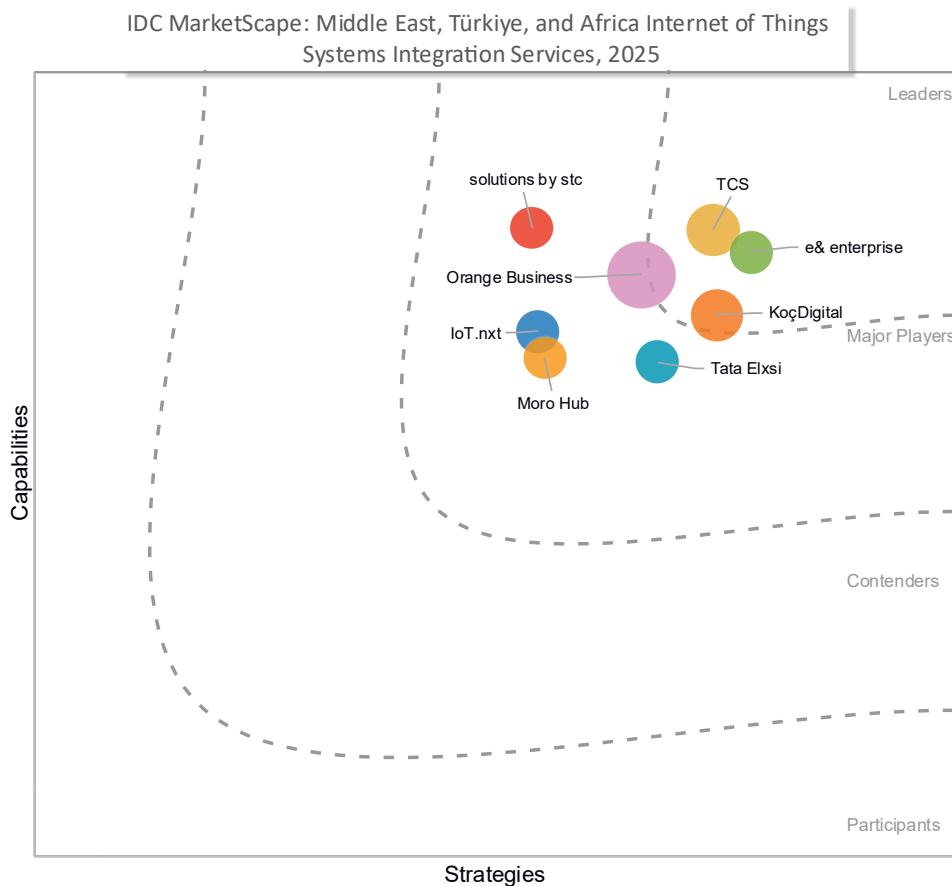 IDC MarketScape: Middle East, Türkiye, and Africa Internet of Things
Systems Integration Services, 2025
Leaders
solutions by stc
TCS
e& enterprise
Orange Business
KoçDigital
IoT.nxt
Major Players
Tata Elxsi
Moro Hub
Capabilities
Contenders
Participants
Strategies